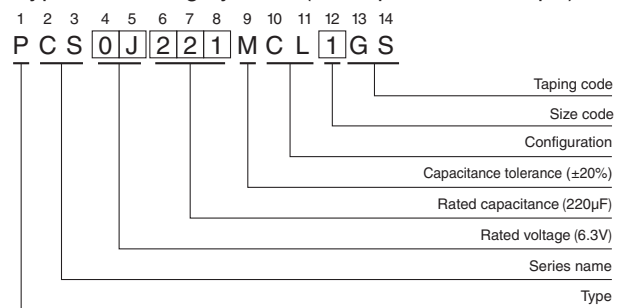 1 2 3 4 5 6 7 8 9 10 11 12 13 14
P C S 0 J 2 2 1 M C L 1 G S
Taping code
Size code
Configuration
Capacitance tolerance (±20%)
Rated capacitance (220µF)
Rated voltage (6.3V)
Series name
Type